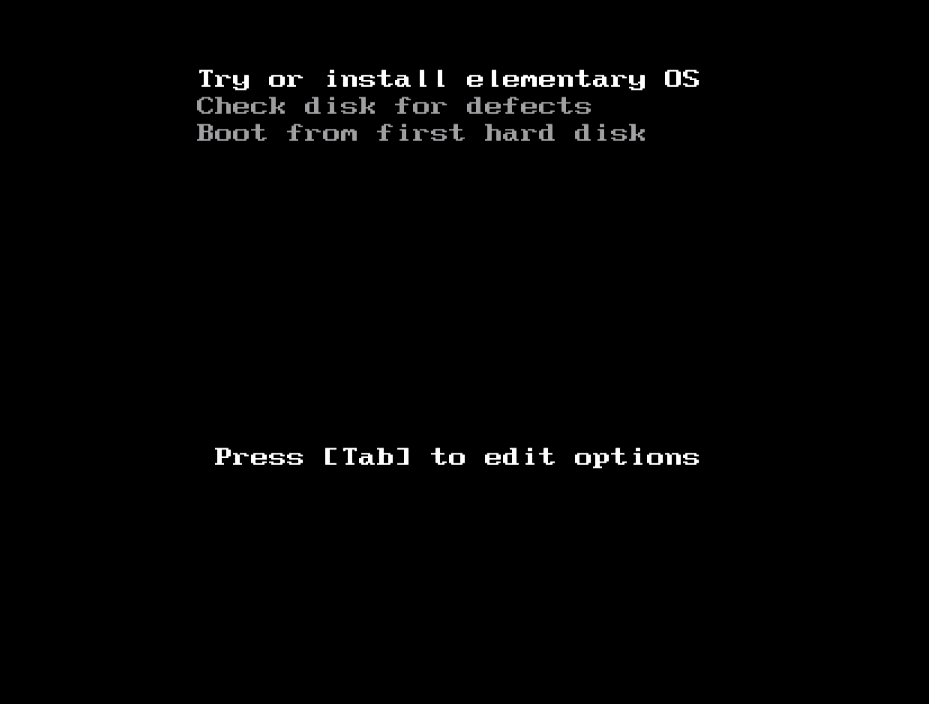 Try or install elementary OS
Check disk for defects
Boot from first hard disk
Press [Tab] to edit options